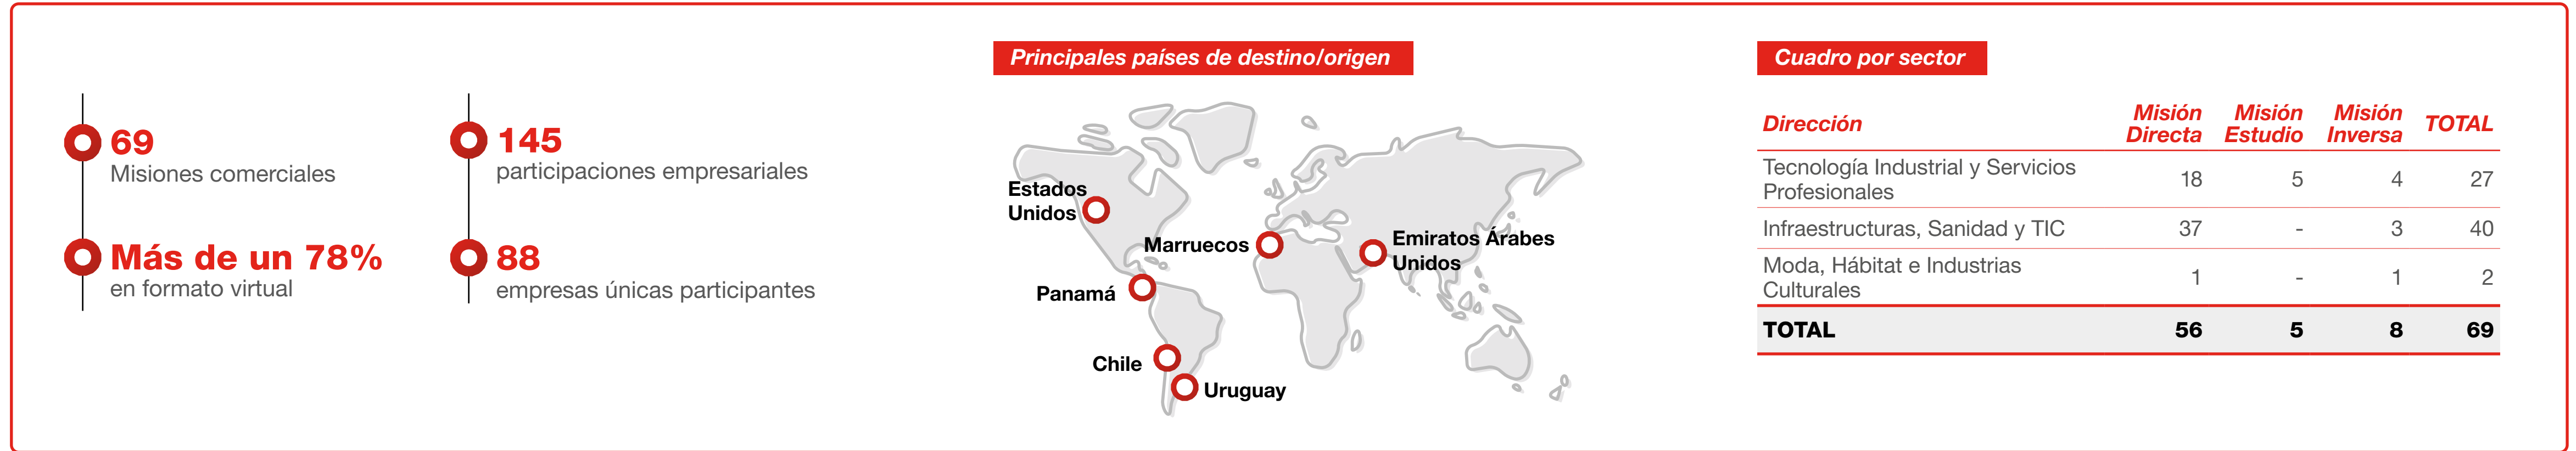 69
Misiones comerciales
Más de un 78%
en formato virtual
145
participaciones empresariales
88
empresas únicas participantes
Principales países de destino/origen
Estados
Unidos
Marruecos
Emiratos Árabes
Unidos
Panamá
Chile
Uruguay
Cuadro por sector
Dirección Misión Directa Misión Estudio Misión Inversa TOTAL
Tecnología Industrial y Servicios
Profesionales 18 5 4 27
Infraestructuras, Sanidad y TIC 37 - 3 40
Moda, Hábitat e Industrias
Culturales 1 - 1 2
TOTAL 56 5 8 69